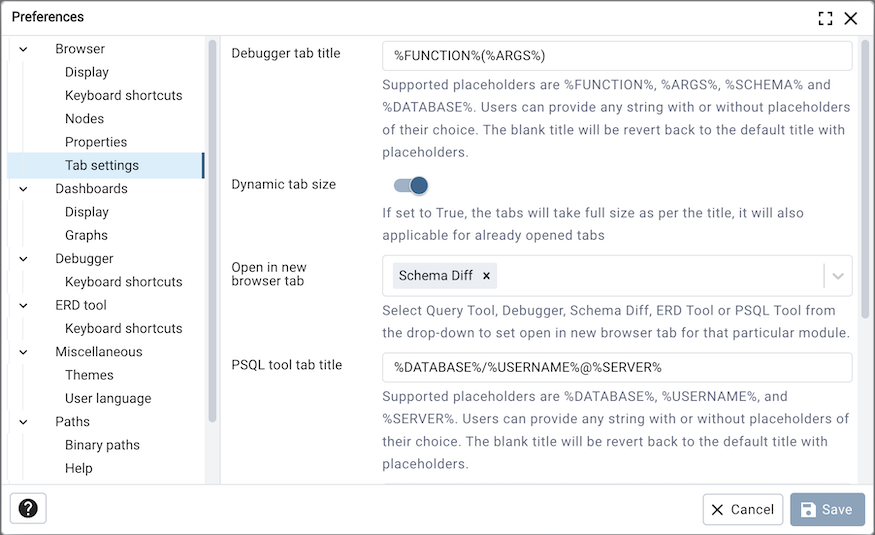 Preferences
Browser
Display
Keyboard shortcuts
Nodes
Properties
Tab settings
Dashboards
Display
Graphs
Debugger
Keyboard shortcuts
ERD tool
Keyboard shortcuts
Miscellaneous
Themes
User language
Paths
Binary paths
Help
Debugger tab title
%FUNCTION%(%ARGS%)
Supported placeholders are %FUNCTION%, %ARGS%, %SCHEMA% and
%DATABASE%. Users can provide any string with or without placeholders
of their choice. The blank title will be revert back to the default title with
placeholders.
Dynamic tab size
If set to True, the tabs will take full size as per the title, it will also
applicable for already opened tabs
Open in new
browser tab
Schema Diff
Select Query Tool, Debugger, Schema Diff, ERD Tool or PSQL Tool from
the drop-down to set open in new browser tab for that particular module.
PSQL tool tab title
%DATABASE%/%USERNAME%@%SERVER%
Supported placeholders are %DATABASE%, %USERNAME%, and
%SERVER%. Users can provide any string with or without placeholders of
their choice. The blank title will be revert back to the default title with
placeholders.
Cancel
Save